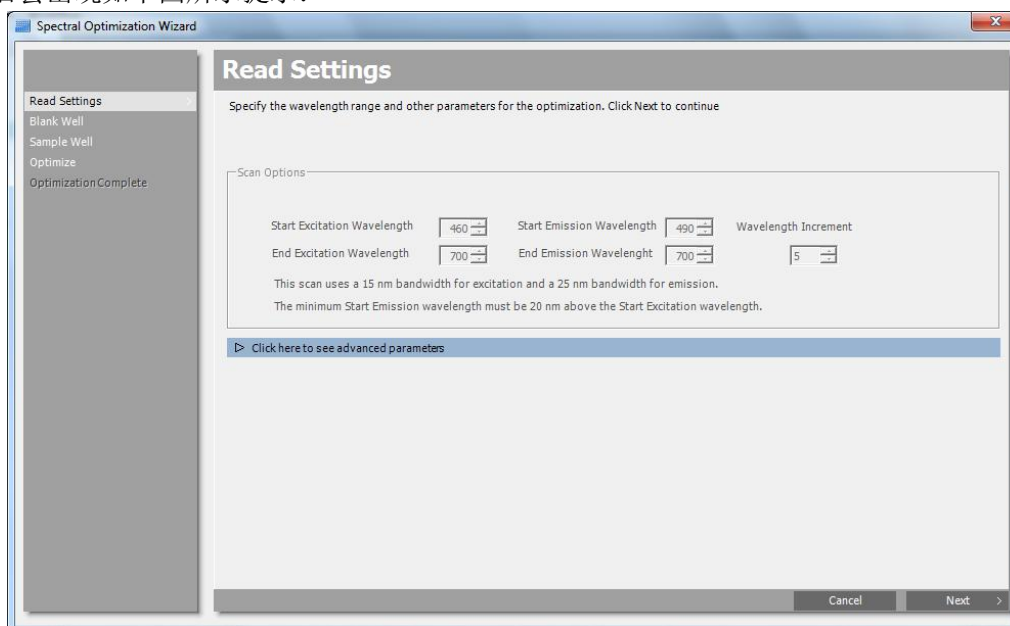 Spectral Optimization Wizard
Read Settings
Blank Well
Sample Well
Optimize
Optimization Complete
Read Settings
Specify the wavelength range and other parameters for the optimization. Click Next to continue
Scan Options
Start Excitation Wavelength 460 Start Emission Wavelength 490 Wavelength Increment
End Excitation Wavelength 700 End Emission Wavelenght 700 5
This scan uses a 15 nm bandwidth for excitation and a 25 nm bandwidth for emission.
The minimum Start Emission wavelength must be 20 nm above the Start Excitation wavelength.
Click here to see advanced parameters
Cancel Next